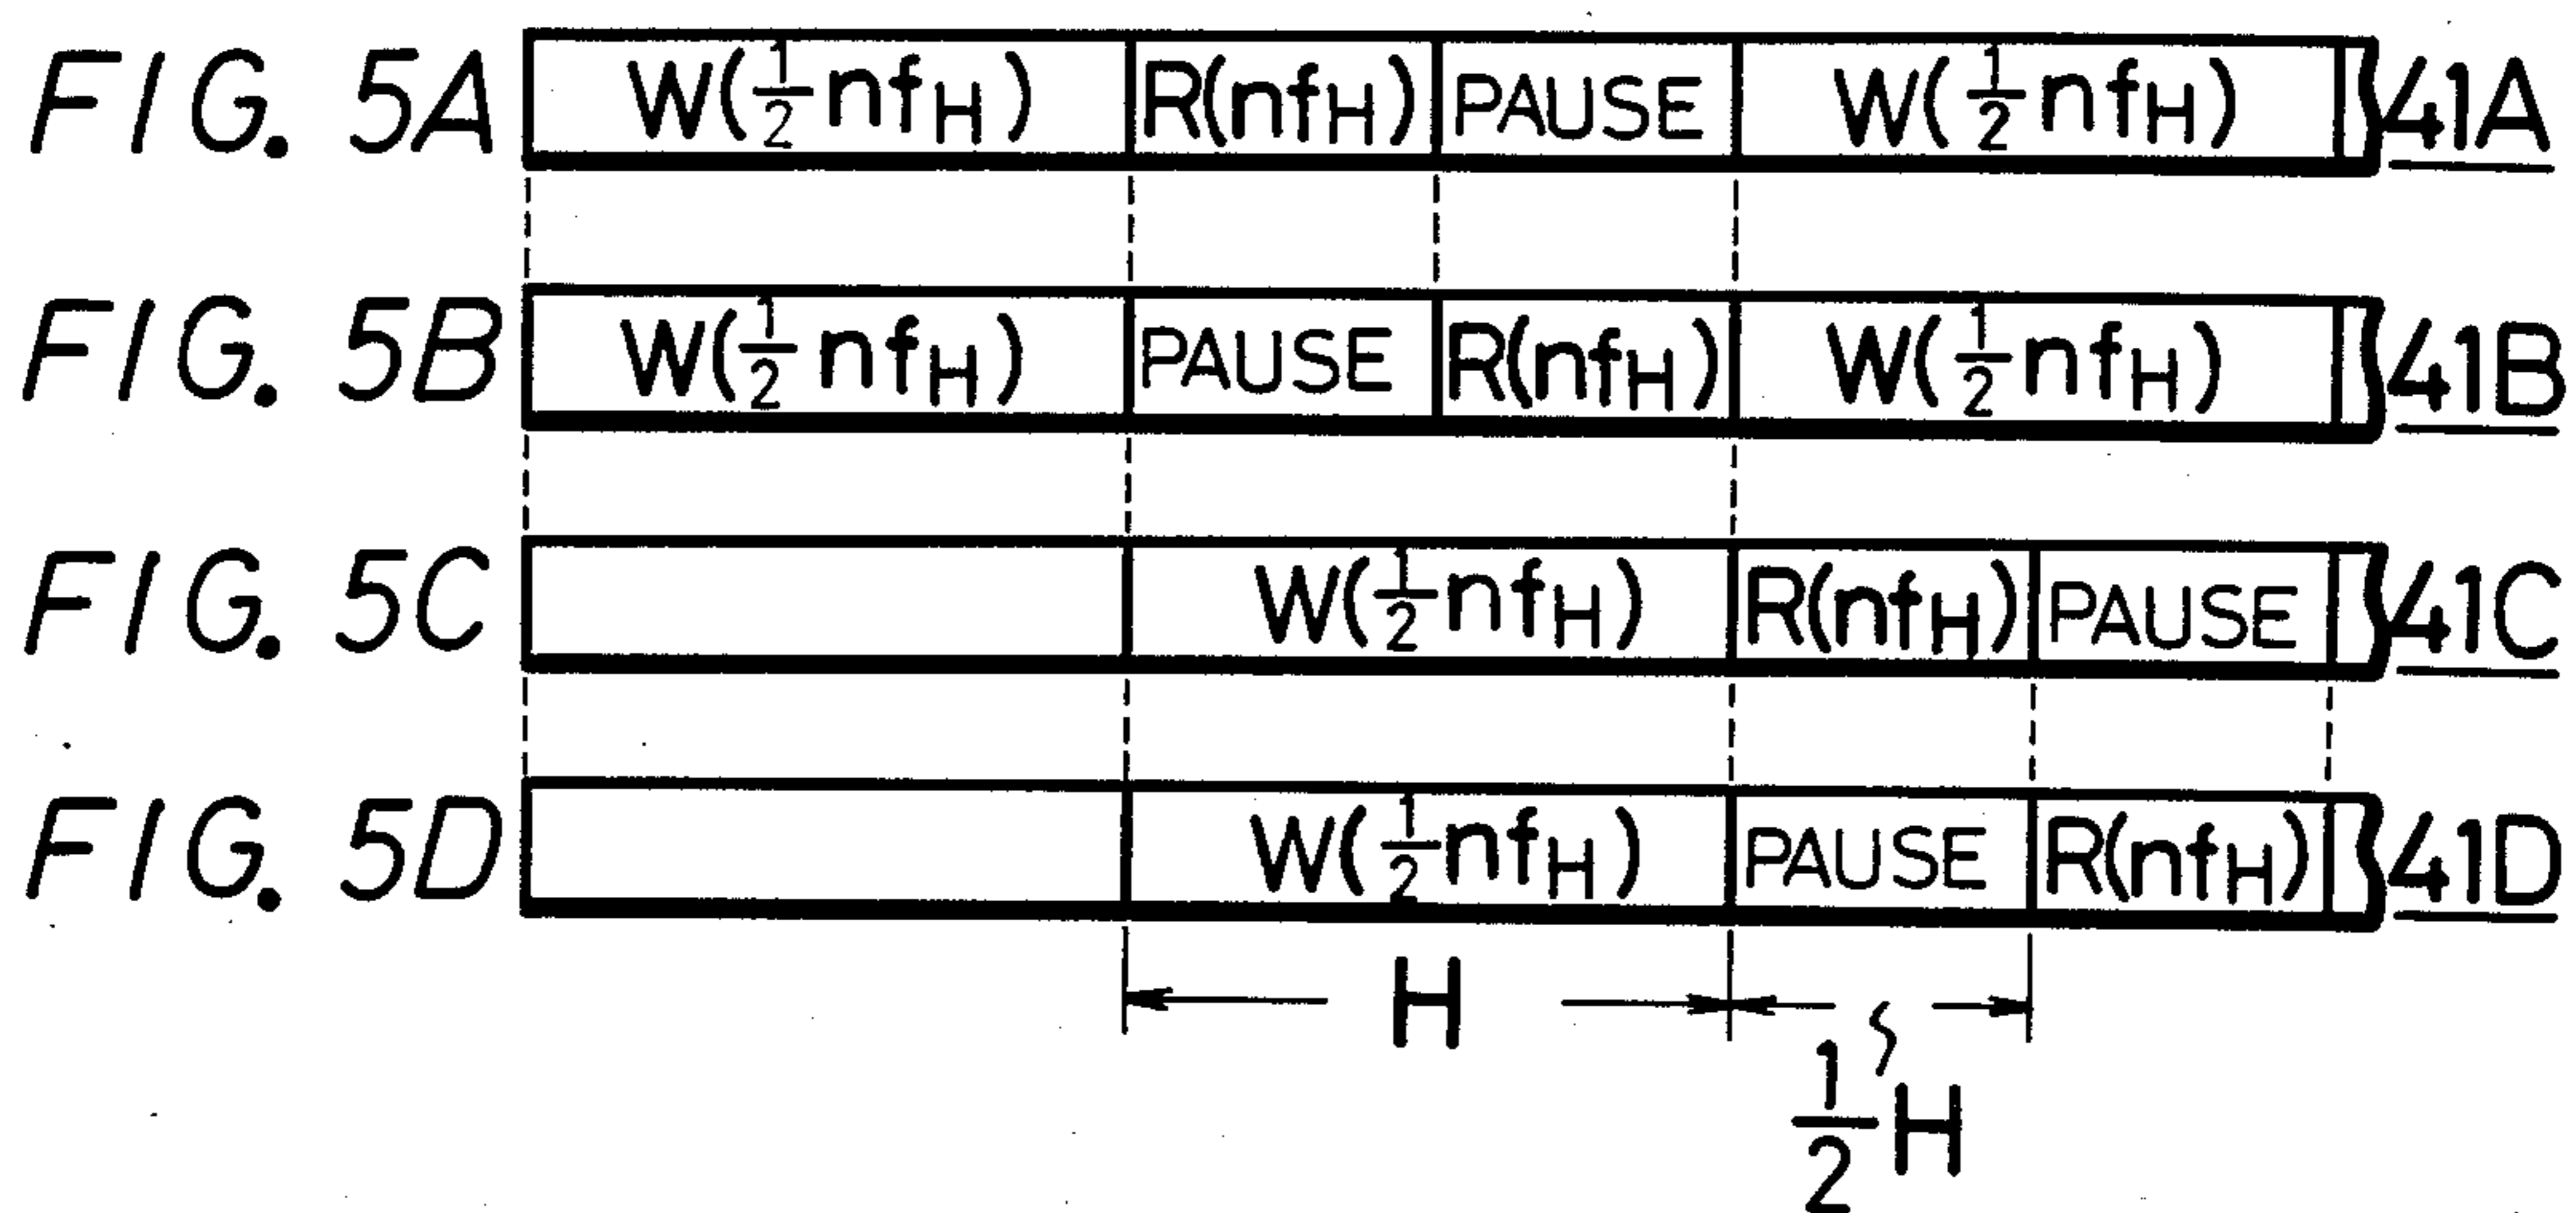 FIG. 5A W(½nfH) R(nfH) PAUSE W(½nfH) 41A
FIG. 5B W(½nfH) PAUSE R(nfH) W(½nfH) 41B
FIG. 5C W(½nfH) R(nfH) PAUSE 41C
FIG. 5D W(½nfH) PAUSE R(nfH) 41D
H
½H